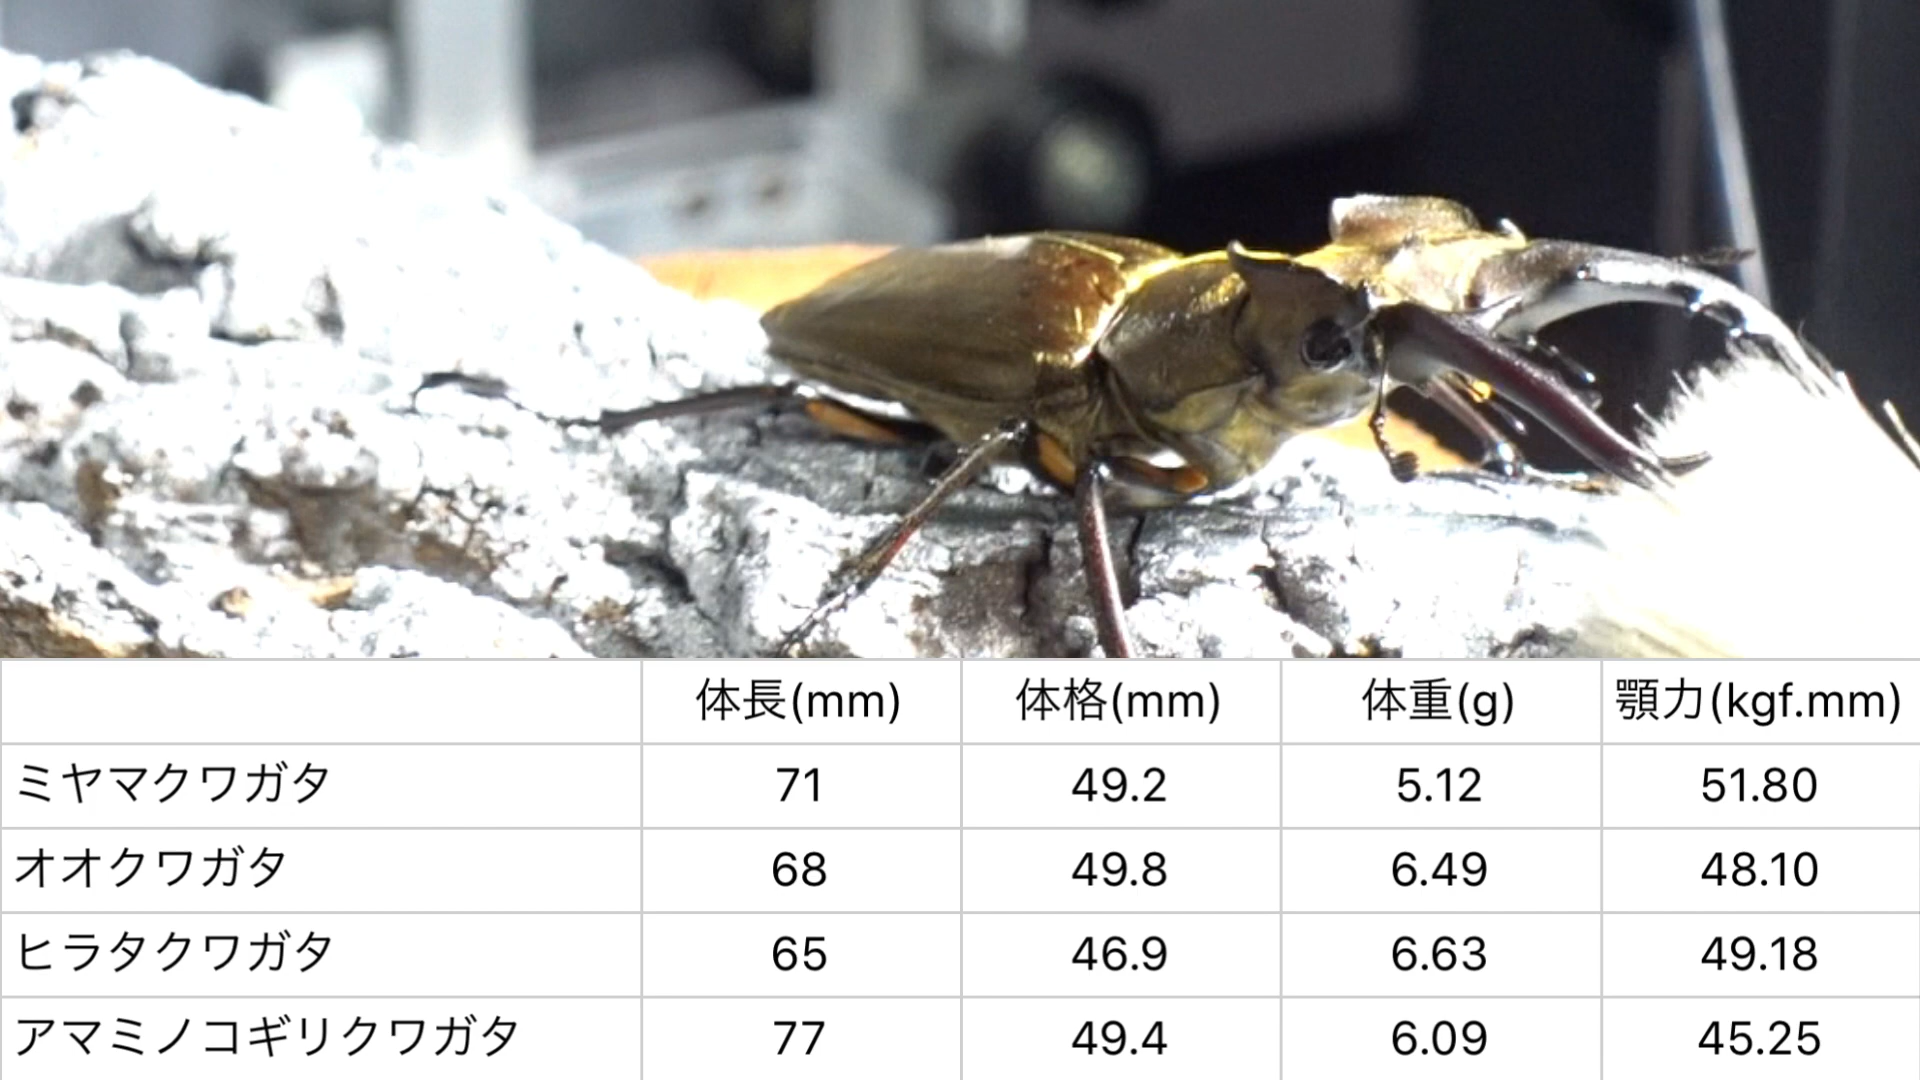 体長(mm) 体格(mm) 体重(g) 顎力(kgf.mm)
ミヤマクワガタ 71 49.2 5.12 51.80
オオクワガタ 68 49.8 6.49 48.10
ヒラタクワガタ 65 46.9 6.63 49.18
アマミノコギリクワガタ 77 49.4 6.09 45.25